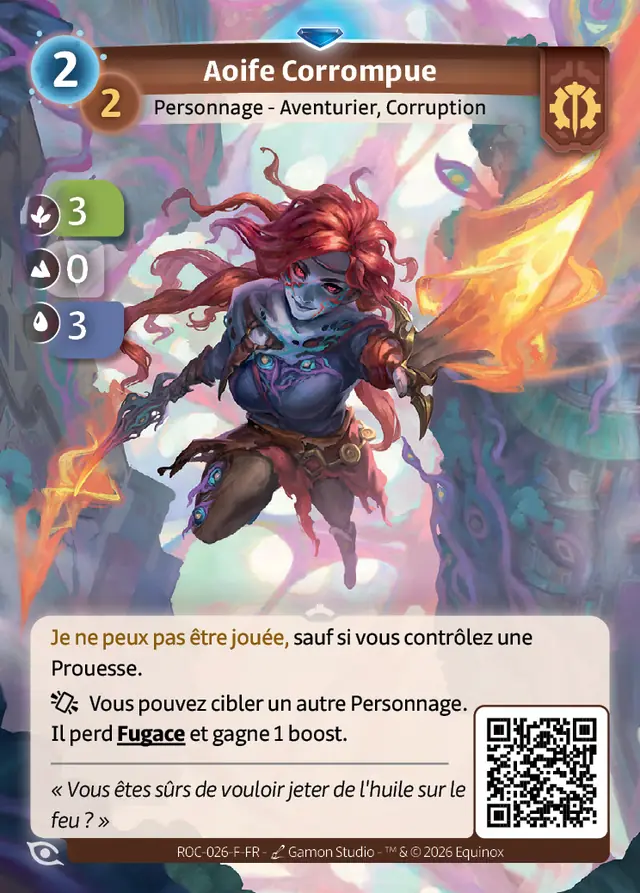 2
Aoife Corrompue
2
Personnage - Aventurier, Corruption
3
0
3
Je ne peux pas être jouée, sauf si vous contrôlez une
Prouesse.
Vous pouvez cibler un autre Personnage.
Il perd Fugace et gagne 1 boost.
« Vous êtes sûrs de vouloir jeter de l'huile sur le
feu ? »
ROC-026-F-FR - Gamon Studio - ™ & © 2026 Equinox